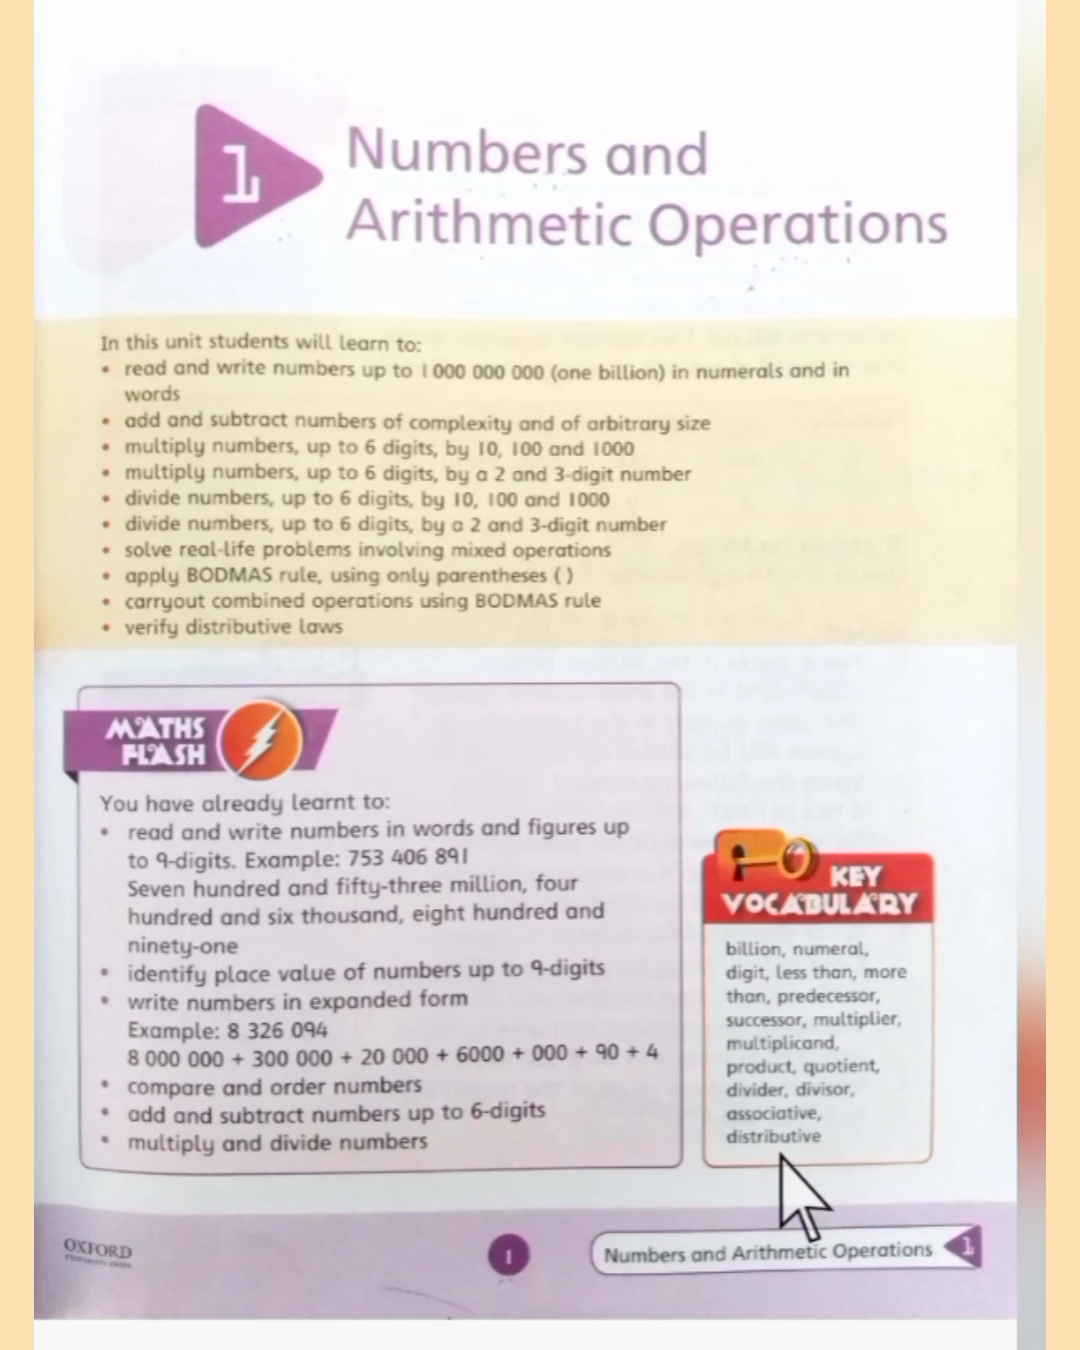 1
Numbers and
Arithmetic Operations
In this unit students will learn to:
• read and write numbers up to 1 000 000 000 (one billion) in numerals and in
words
• add and subtract numbers of complexity and of arbitrary size
• multiply numbers, up to 6 digits, by 10, 100 and 1000
• multiply numbers, up to 6 digits, by a 2 and 3-digit number
• divide numbers, up to 6 digits, by 10, 100 and 1000
• divide numbers, up to 6 digits, by a 2 and 3-digit number
• solve real-life problems involving mixed operations
• apply BODMAS rule, using only parentheses ( )
• carryout combined operations using BODMAS rule
• verify distributive laws
MATHS
FLASH
You have already learnt to:
• read and write numbers in words and figures up
to 9-digits. Example: 753 406 891
Seven hundred and fifty-three million, four
hundred and six thousand, eight hundred and
ninety-one
• identify place value of numbers up to 9-digits
• write numbers in expanded form
Example: 8 326 094
8 000 000 + 300 000 + 20 000 + 6000 + 000 + 90 + 4
• compare and order numbers
• add and subtract numbers up to 6-digits
• multiply and divide numbers
KEY
VOCABULARY
billion, numeral,
digit, less than, more
than, predecessor,
successor, multiplier,
multiplicand,
product, quotient,
divider, divisor,
associative,
distributive
OXFORD
UNIVERSITY PRESS
1
Numbers and Arithmetic Operations
1